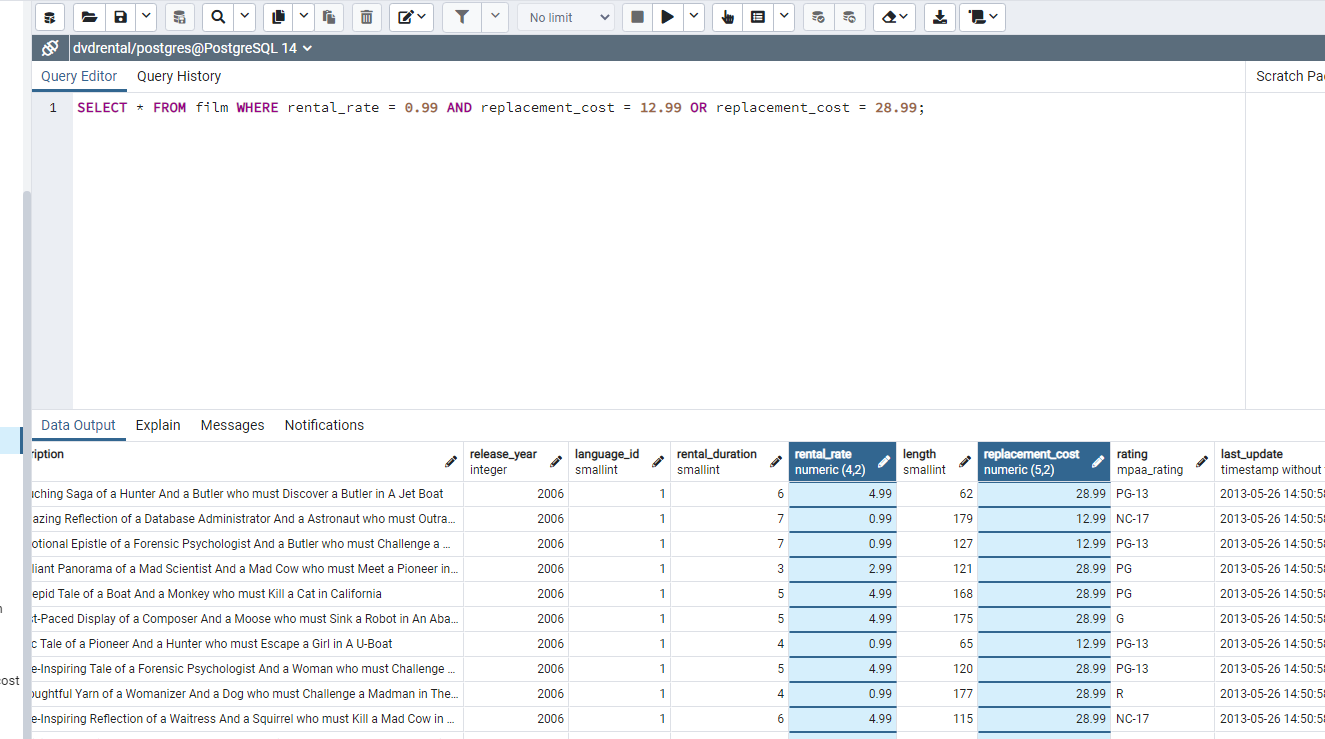 No limit
dvdrental/postgres@PostgreSQL 14
Query Editor Query History Scratch Pa
1 SELECT * FROM film WHERE rental_rate = 0.99 AND replacement_cost = 12.99 OR replacement_cost = 28.99;
Data Output Explain Messages Notifications
ription release_year language_id rental_duration rental_rate length replacement_cost rating last_update
integer smallint smallint numeric (4,2) smallint numeric (5,2) mpaa_rating timestamp without
uching Saga of a Hunter And a Butler who must Discover a Butler in A Jet Boat 2006 1 6 4.99 62 28.99 PG-13 2013-05-26 14:50:58
azing Reflection of a Database Administrator And a Astronaut who must Outra... 2006 1 7 0.99 179 12.99 NC-17 2013-05-26 14:50:58
otional Epistle of a Forensic Psychologist And a Butler who must Challenge a ... 2006 1 7 0.99 127 12.99 PG-13 2013-05-26 14:50:58
liant Panorama of a Mad Scientist And a Mad Cow who must Meet a Pioneer in... 2006 1 3 2.99 121 28.99 PG 2013-05-26 14:50:58
epid Tale of a Boat And a Monkey who must Kill a Cat in California 2006 1 5 4.99 168 28.99 PG 2013-05-26 14:50:58
t-Paced Display of a Composer And a Moose who must Sink a Robot in An Aba... 2006 1 5 4.99 175 28.99 G 2013-05-26 14:50:58
c Tale of a Pioneer And a Hunter who must Escape a Girl in A U-Boat 2006 1 4 0.99 65 12.99 PG-13 2013-05-26 14:50:58
e-Inspiring Tale of a Forensic Psychologist And a Woman who must Challenge ... 2006 1 5 4.99 120 28.99 PG-13 2013-05-26 14:50:58
oughtful Yarn of a Womanizer And a Dog who must Challenge a Madman in The... 2006 1 4 0.99 177 28.99 R 2013-05-26 14:50:58
e-Inspiring Reflection of a Waitress And a Squirrel who must Kill a Mad Cow in ... 2006 1 6 4.99 115 28.99 NC-17 2013-05-26 14:50:58
cost